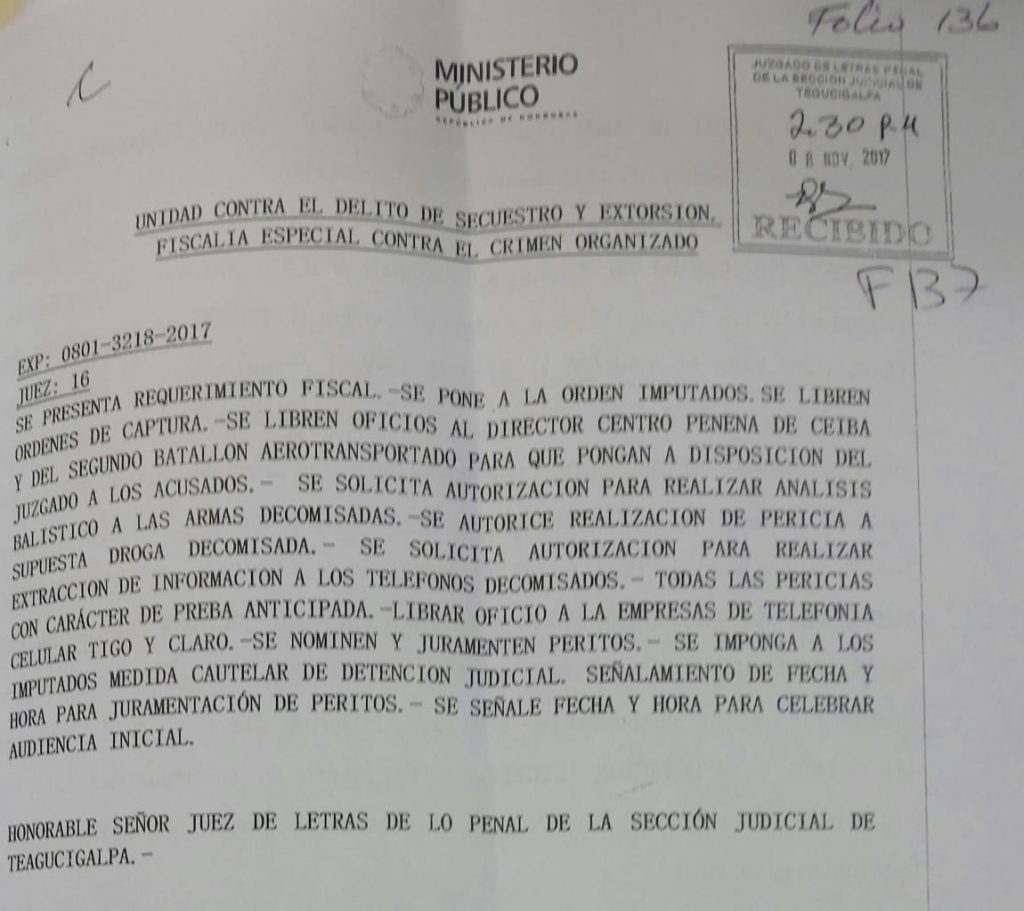 Folio 136
MINISTERIO
PÚBLICO
REPÚBLICA DE HONDURAS
JUZGADO DE LETRAS PENAL
DE LA SECCION JUDICIAL DE
TEGUCIGALPA
2:30 P.M
08 NOV. 2017
RECIBIDO
F 137
UNIDAD CONTRA EL DELITO DE SECUESTRO Y EXTORSION.
FISCALIA ESPECIAL CONTRA EL CRIMEN ORGANIZADO
EXP: 0801-3218-2017
JUEZ: 16
SE PRESENTA REQUERIMIENTO FISCAL.-SE PONE A LA ORDEN IMPUTADOS. SE LIBREN
ORDENES DE CAPTURA.-SE LIBREN OFICIOS AL DIRECTOR CENTRO PENENA DE CEIBA
Y DEL SEGUNDO BATALLON AEROTRANSPORTADO PARA QUE PONGAN A DISPOSICION DEL
JUZGADO A LOS ACUSADOS.- SE SOLICITA AUTORIZACION PARA REALIZAR ANALISIS
BALISTICO A LAS ARMAS DECOMISADAS.-SE AUTORICE REALIZACION DE PERICIA A
SUPUESTA DROGA DECOMISADA.- SE SOLICITA AUTORIZACION PARA REALIZAR
EXTRACCION DE INFORMACION A LOS TELEFONOS DECOMISADOS.- TODAS LAS PERICIAS
CON CARÁCTER DE PREBA ANTICIPADA.-LIBRAR OFICIO A LA EMPRESAS DE TELEFONIA
CELULAR TIGO Y CLARO.-SE NOMINEN Y JURAMENTEN PERITOS.- SE IMPONGA A LOS
IMPUTADOS MEDIDA CAUTELAR DE DETENCION JUDICIAL. SEÑALAMIENTO DE FECHA Y
HORA PARA JURAMENTACIÓN DE PERITOS.- SE SEÑALE FECHA Y HORA PARA CELEBRAR
AUDIENCIA INICIAL.
HONORABLE SEÑOR JUEZ DE LETRAS DE LO PENAL DE LA SECCIÓN JUDICIAL DE
TEAGUCIGALPA.-